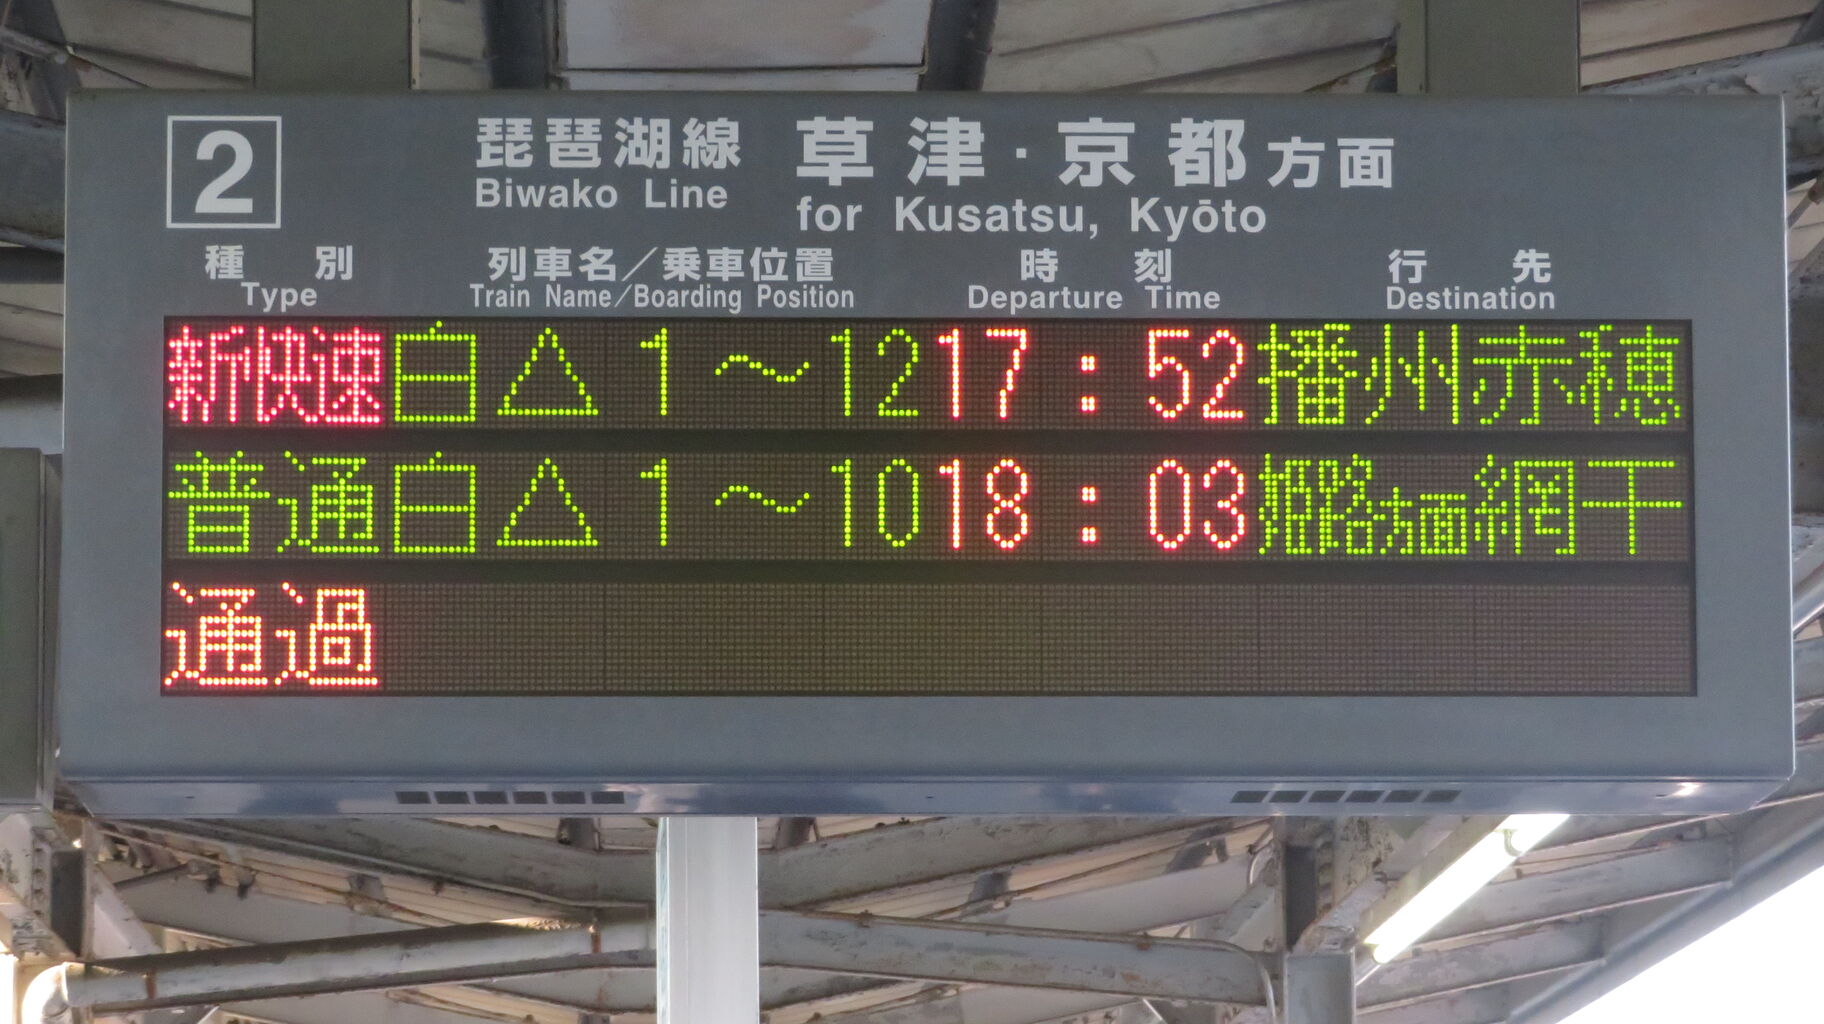 2 琵琶湖線 草津・京都方面
Biwako Line for Kusatsu, Kyōto
種別 列車名／乗車位置 時刻 行先
Type Train Name/Boarding Position Departure Time Destination
新快速 白△ 1～12 17:52 播州赤穂
普通 白△ 1～10 18:03 姫路方面網干
通過